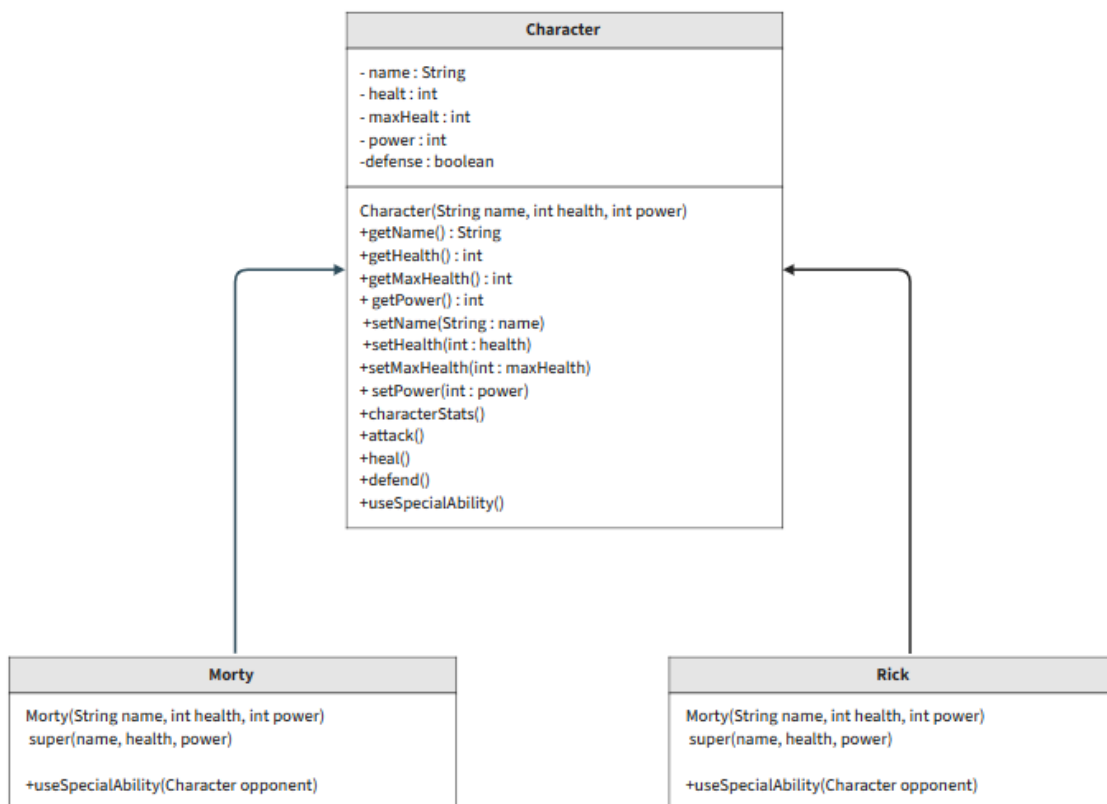 Character
- name : String
- healt : int
- maxHealt : int
- power : int
-defense : boolean
Character(String name, int health, int power)
+getName() : String
+getHealth() : int
+getMaxHealth() : int
+ getPower() : int
+setName(String : name)
+setHealth(int : health)
+setMaxHealth(int : maxHealth)
+ setPower(int : power)
+characterStats()
+attack()
+heal()
+defend()
+useSpecialAbility()
Morty
Morty(String name, int health, int power)
super(name, health, power)
+useSpecialAbility(Character opponent)
Rick
Morty(String name, int health, int power)
super(name, health, power)
+useSpecialAbility(Character opponent)